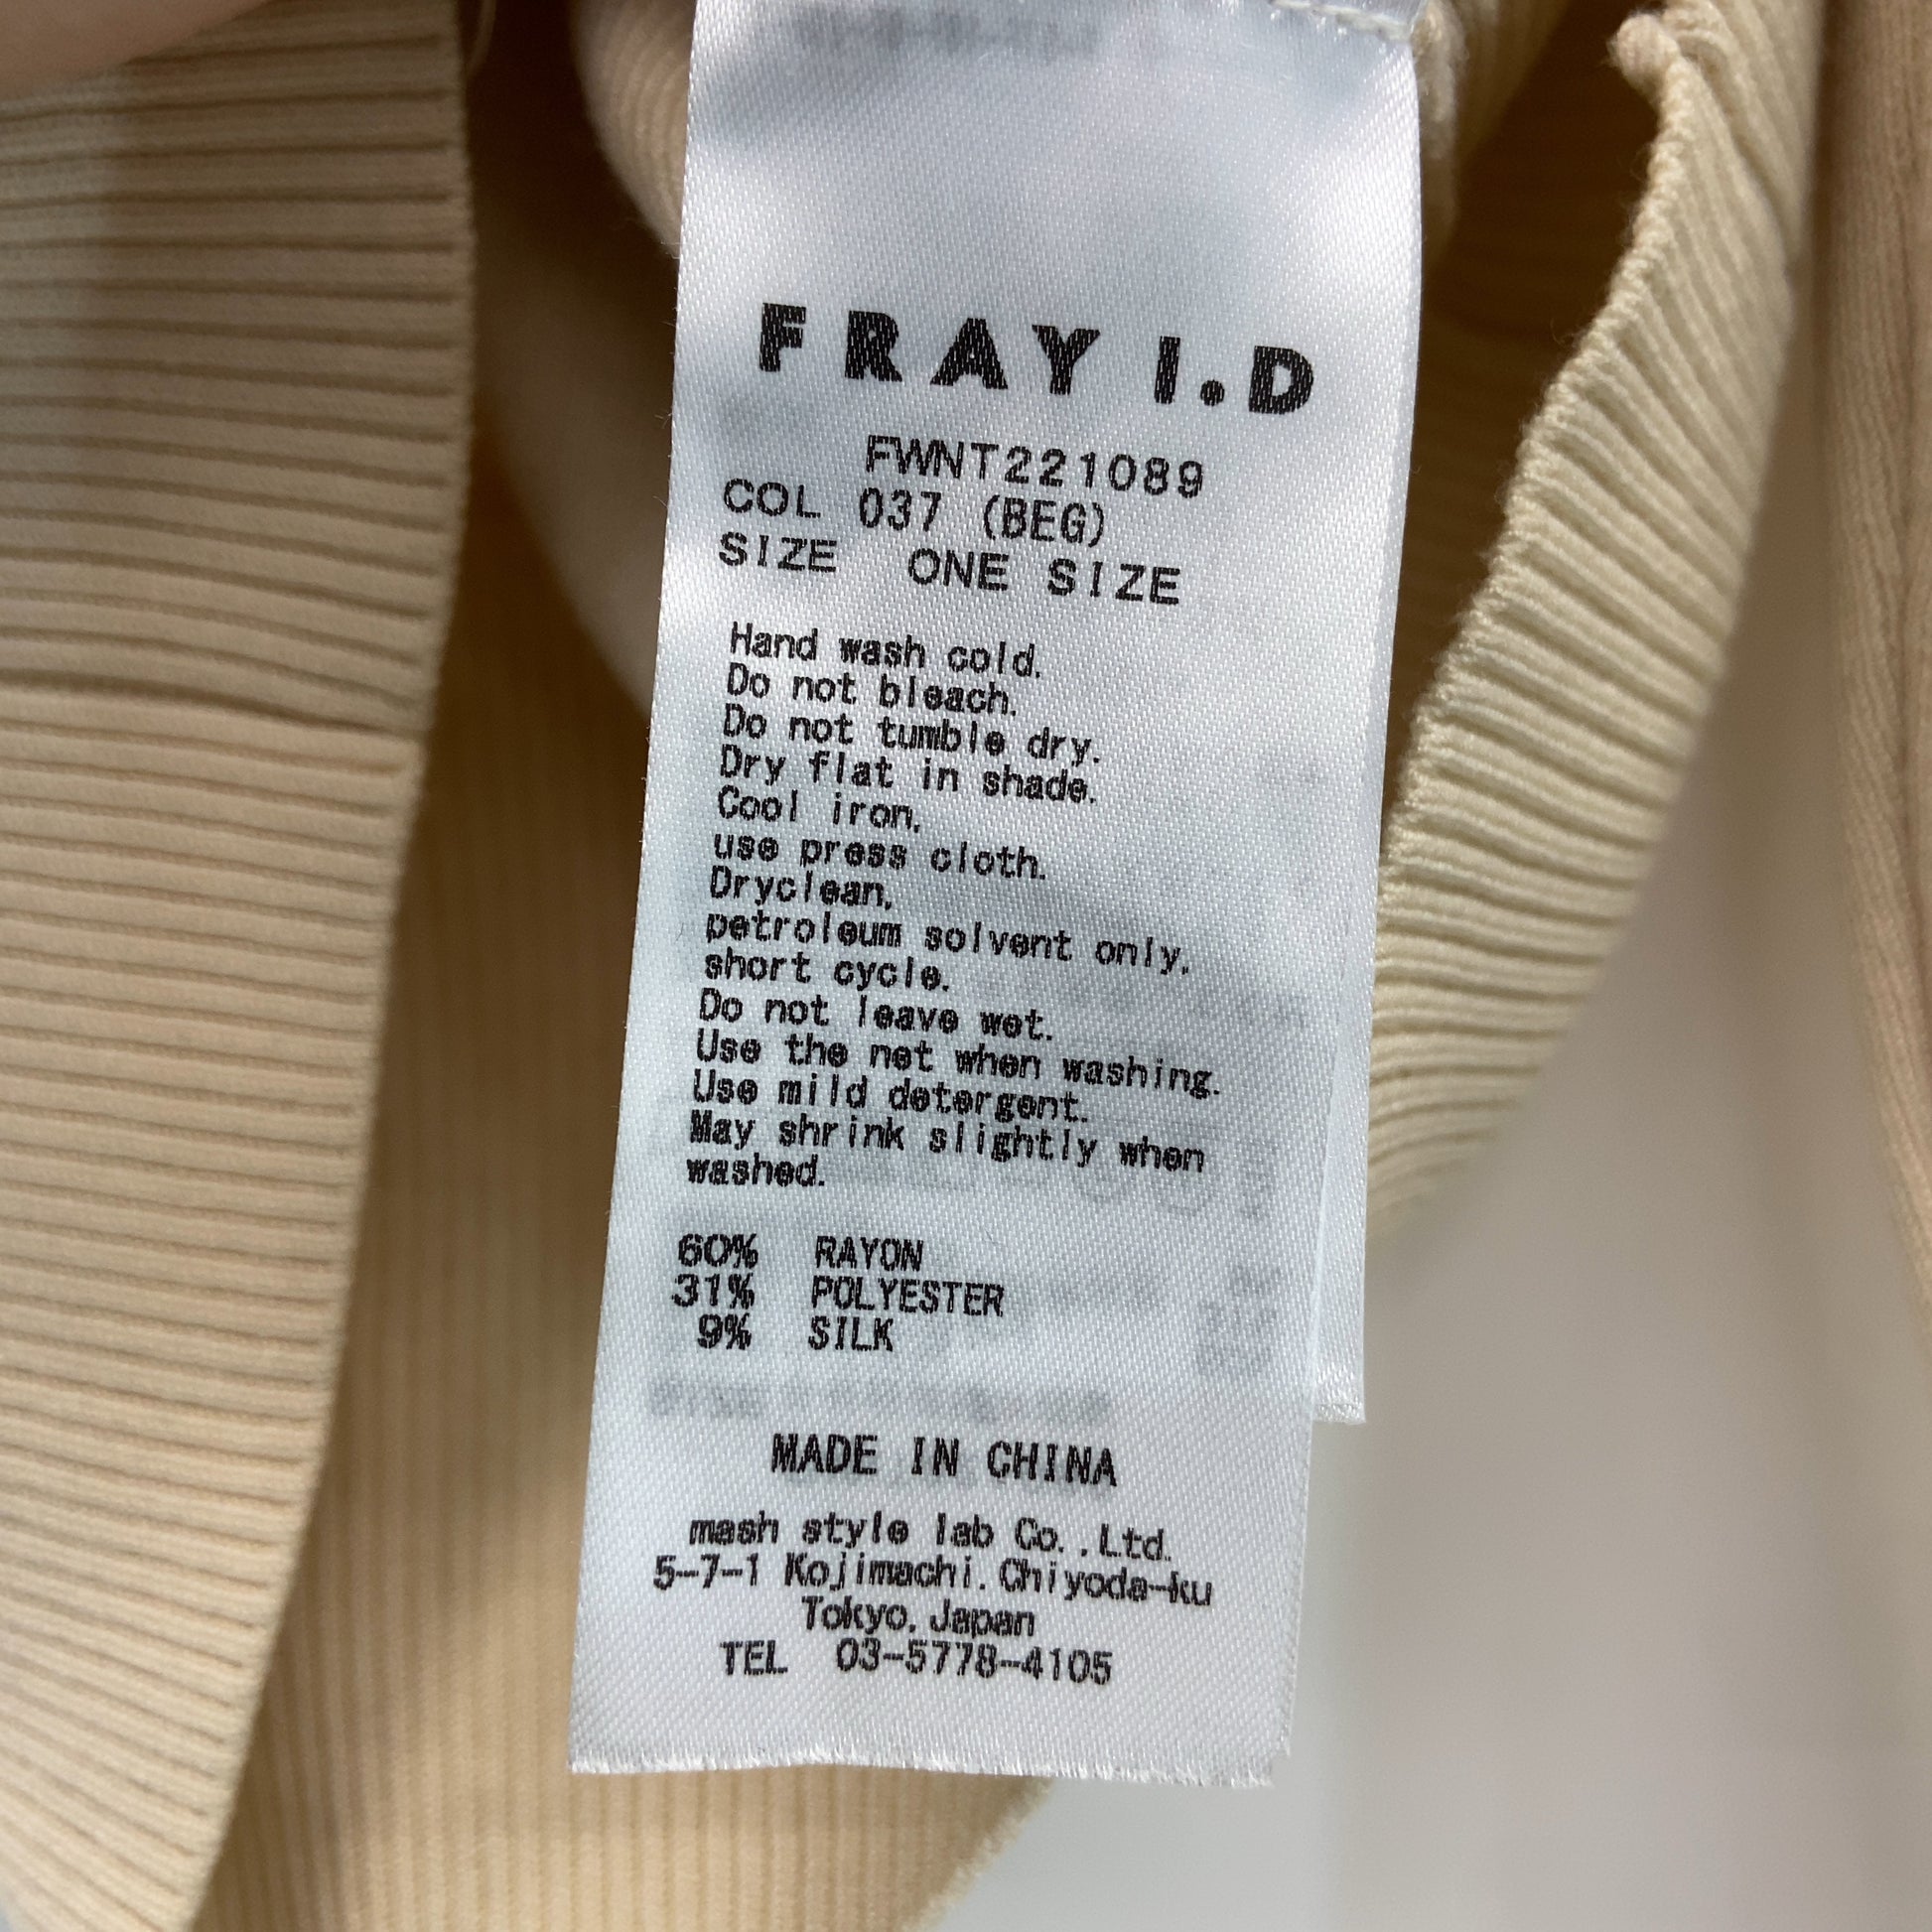 FRAY I.D
FWNT221089
COL 037 (BEG)
SIZE ONE SIZE
Hand wash cold.
Do not bleach.
Do not tumble dry.
Dry flat in shade.
Cool iron,
use press cloth.
Dryclean,
petroleum solvent only,
short cycle.
Do not leave wet.
Use the net when washing.
Use mild detergent.
May shrink slightly when
washed.
60% RAYON
31% POLYESTER
9% SILK
MADE IN CHINA
mash style lab Co.,Ltd.
5-7-1 Kojimachi.Chiyoda-ku
Tokyo,Japan
TEL 03-5778-4105